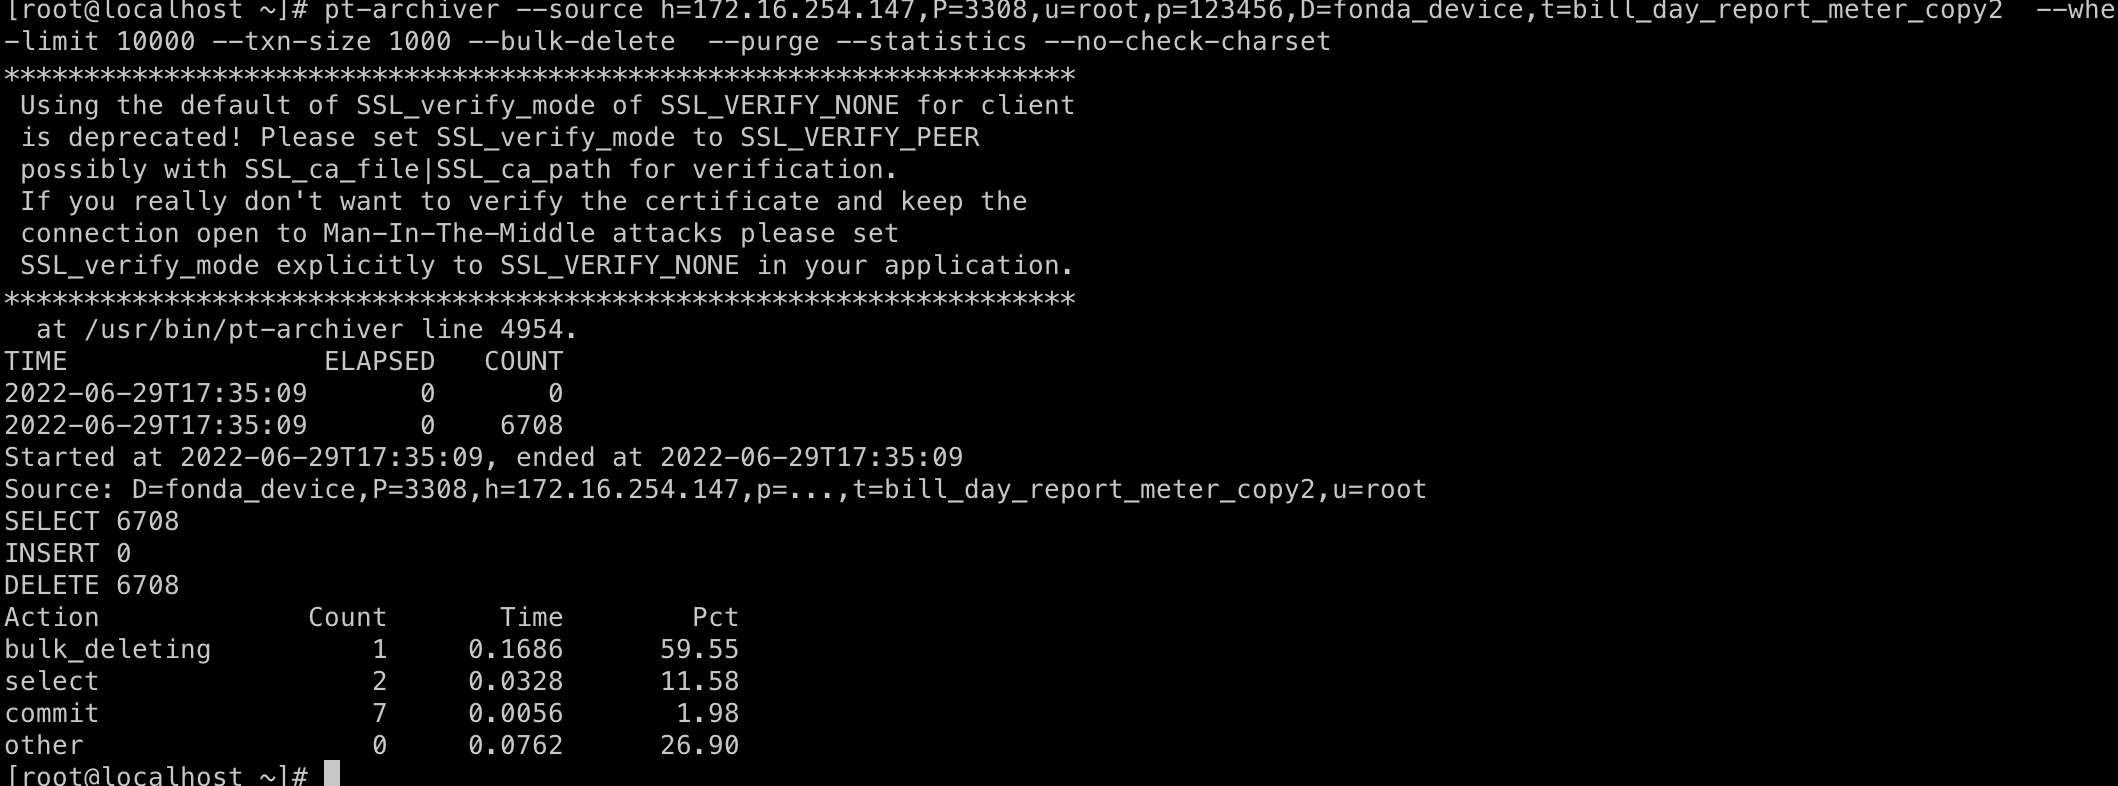 [root@localhost ~]# pt-archiver --source h=172.16.254.147,P=3308,u=root,p=123456,D=fonda_device,t=bill_day_report_meter_copy2  --whe
-limit 10000 --txn-size 1000 --bulk-delete  --purge --statistics --no-check-charset
*******************************************************************
 Using the default of SSL_verify_mode of SSL_VERIFY_NONE for client
 is deprecated! Please set SSL_verify_mode to SSL_VERIFY_PEER
 possibly with SSL_ca_file|SSL_ca_path for verification.
 If you really don't want to verify the certificate and keep the
 connection open to Man-In-The-Middle attacks please set
 SSL_verify_mode explicitly to SSL_VERIFY_NONE in your application.
*******************************************************************
  at /usr/bin/pt-archiver line 4954.
TIME                ELAPSED   COUNT
2022-06-29T17:35:09       0       0
2022-06-29T17:35:09       0    6708
Started at 2022-06-29T17:35:09, ended at 2022-06-29T17:35:09
Source: D=fonda_device,P=3308,h=172.16.254.147,p=...,t=bill_day_report_meter_copy2,u=root
SELECT 6708
INSERT 0
DELETE 6708
Action             Count       Time        Pct
bulk_deleting          1     0.1686      59.55
select                 2     0.0328      11.58
commit                 7     0.0056       1.98
other                  0     0.0762      26.90
[root@localhost ~]#